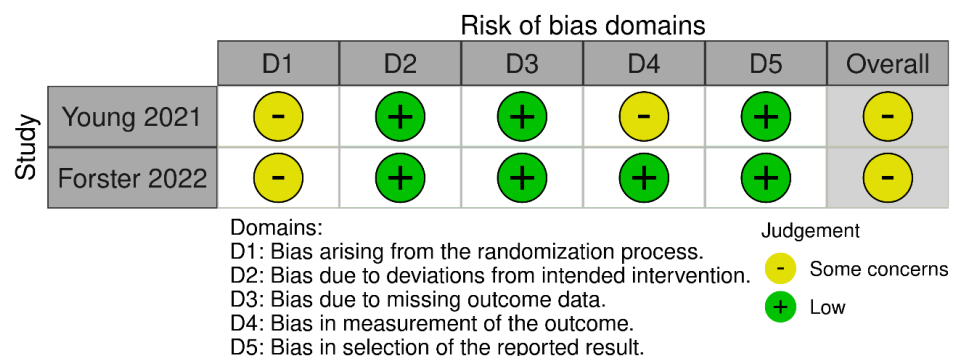 Risk of bias domains
D1 D2 D3 D4 D5 Overall
Study
Young 2021 - + + - + -
Forster 2022 - + + + + -
Domains:
D1: Bias arising from the randomization process.
D2: Bias due to deviations from intended intervention.
D3: Bias due to missing outcome data.
D4: Bias in measurement of the outcome.
D5: Bias in selection of the reported result.
Judgement
- Some concerns
+ Low